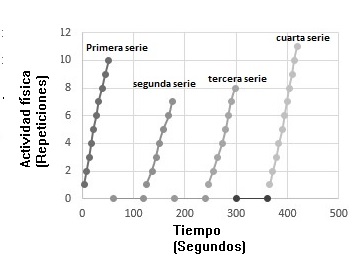 12
10
8
6
4
2
0
Actividad física
(Repeticiones)
Primera serie
segunda serie
tercera serie
cuarta serie
0 100 200 300 400 500
Tiempo
(Segundos)